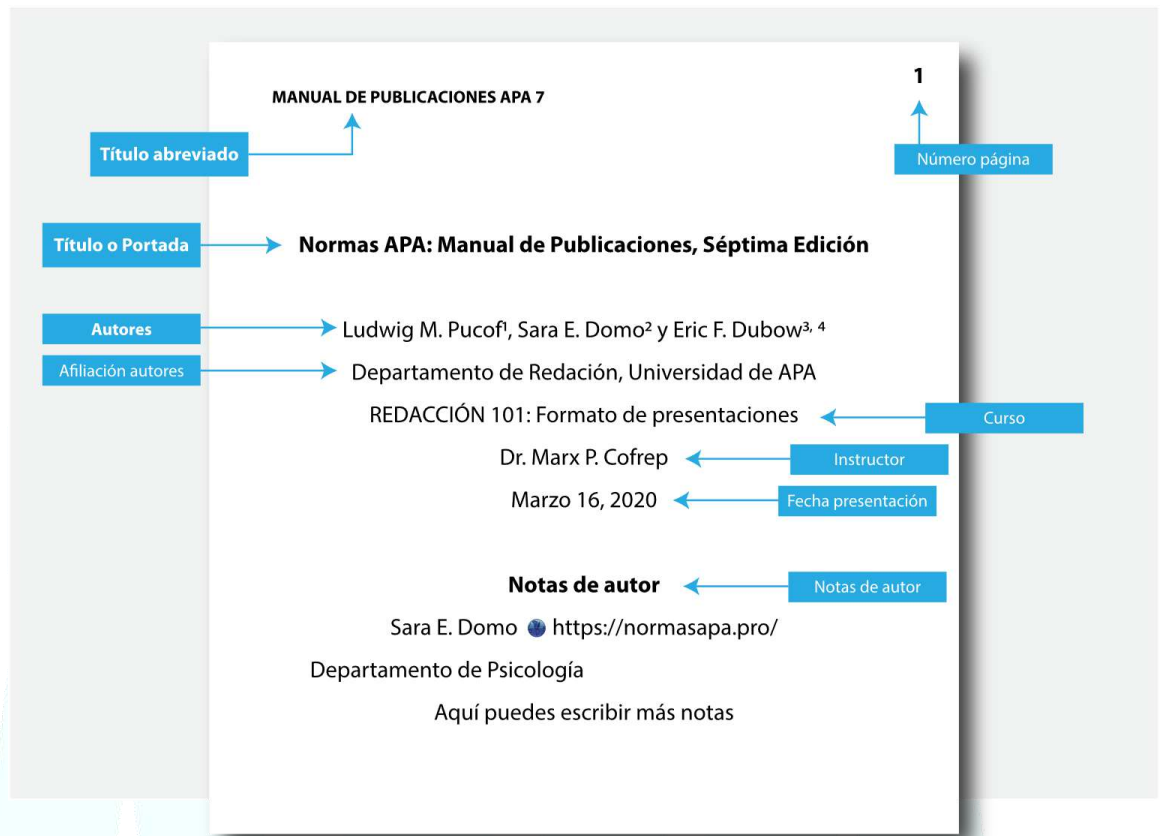 1
MANUAL DE PUBLICACIONES APA 7
Título abreviado
Número página
Título o Portada
Normas APA: Manual de Publicaciones, Séptima Edición
Autores
Ludwig M. Pucof¹, Sara E. Domo² y Eric F. Dubow³, ⁴
Afiliación autores
Departamento de Redación, Universidad de APA
REDACCIÓN 101: Formato de presentaciones
Curso
Dr. Marx P. Cofrep
Instructor
Marzo 16, 2020
Fecha presentación
Notas de autor
Notas de autor
Sara E. Domo https://normasapa.pro/
Departamento de Psicología
Aquí puedes escribir más notas